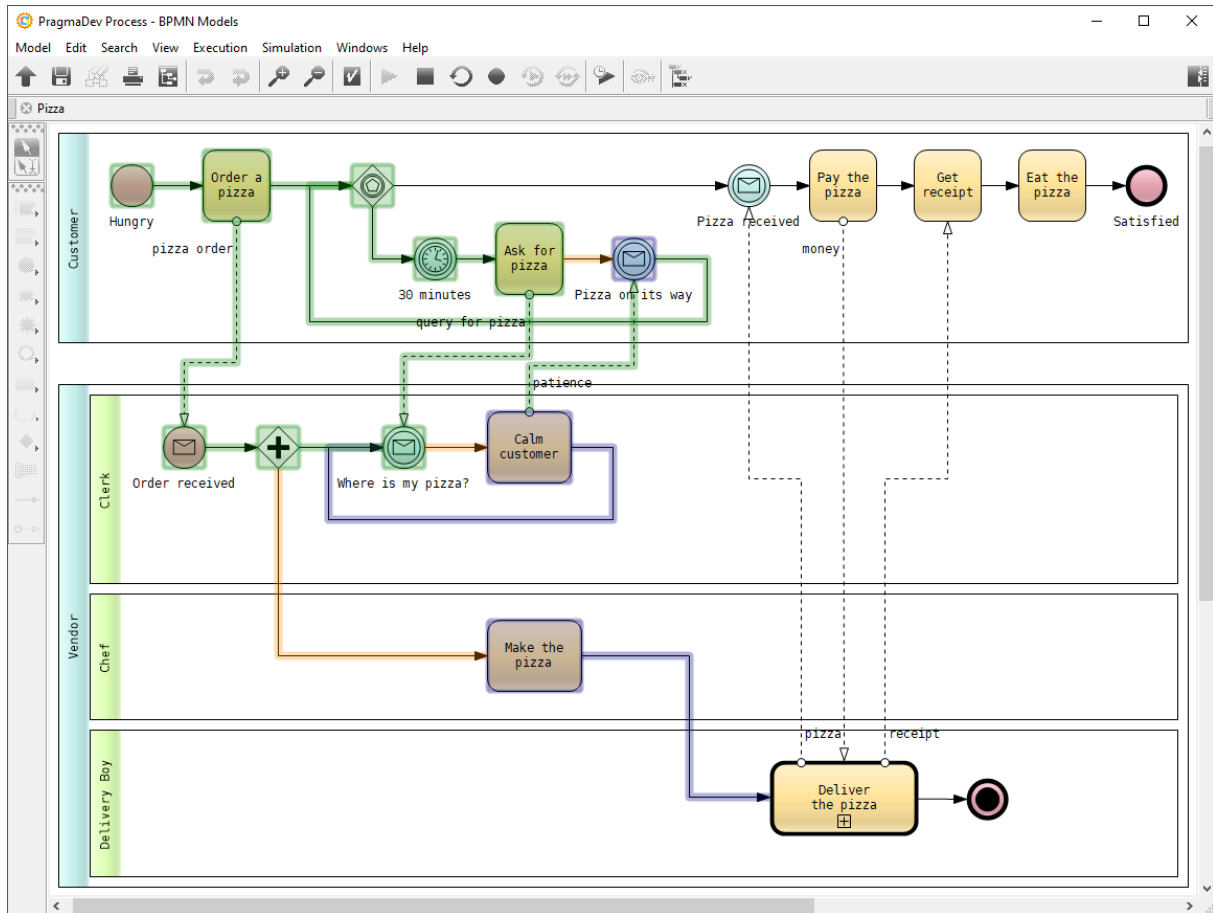 PragmaDev Process - BPMN Models
Model Edit Search View Execution Simulation Windows Help
Pizza
Customer
Hungry
Order a
pizza
pizza order
30 minutes
Ask for
pizza
query for pizza
Pizza on its way
patience
Pizza received
Pay the
pizza
money
Get
receipt
Eat the
pizza
Satisfied
Vendor
Clerk
Order received
Where is my pizza?
Calm
customer
Chef
Make the
pizza
Delivery Boy
pizza
receipt
Deliver
the pizza